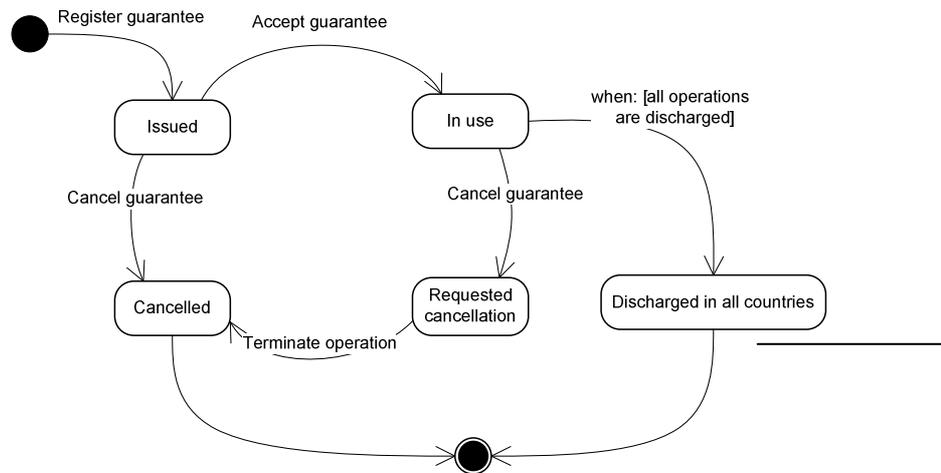 Register guarantee
Accept guarantee
when: [all operations
are discharged]
Issued
In use
Cancel guarantee
Cancel guarantee
Cancelled
Requested
cancellation
Discharged in all countries
Terminate operation